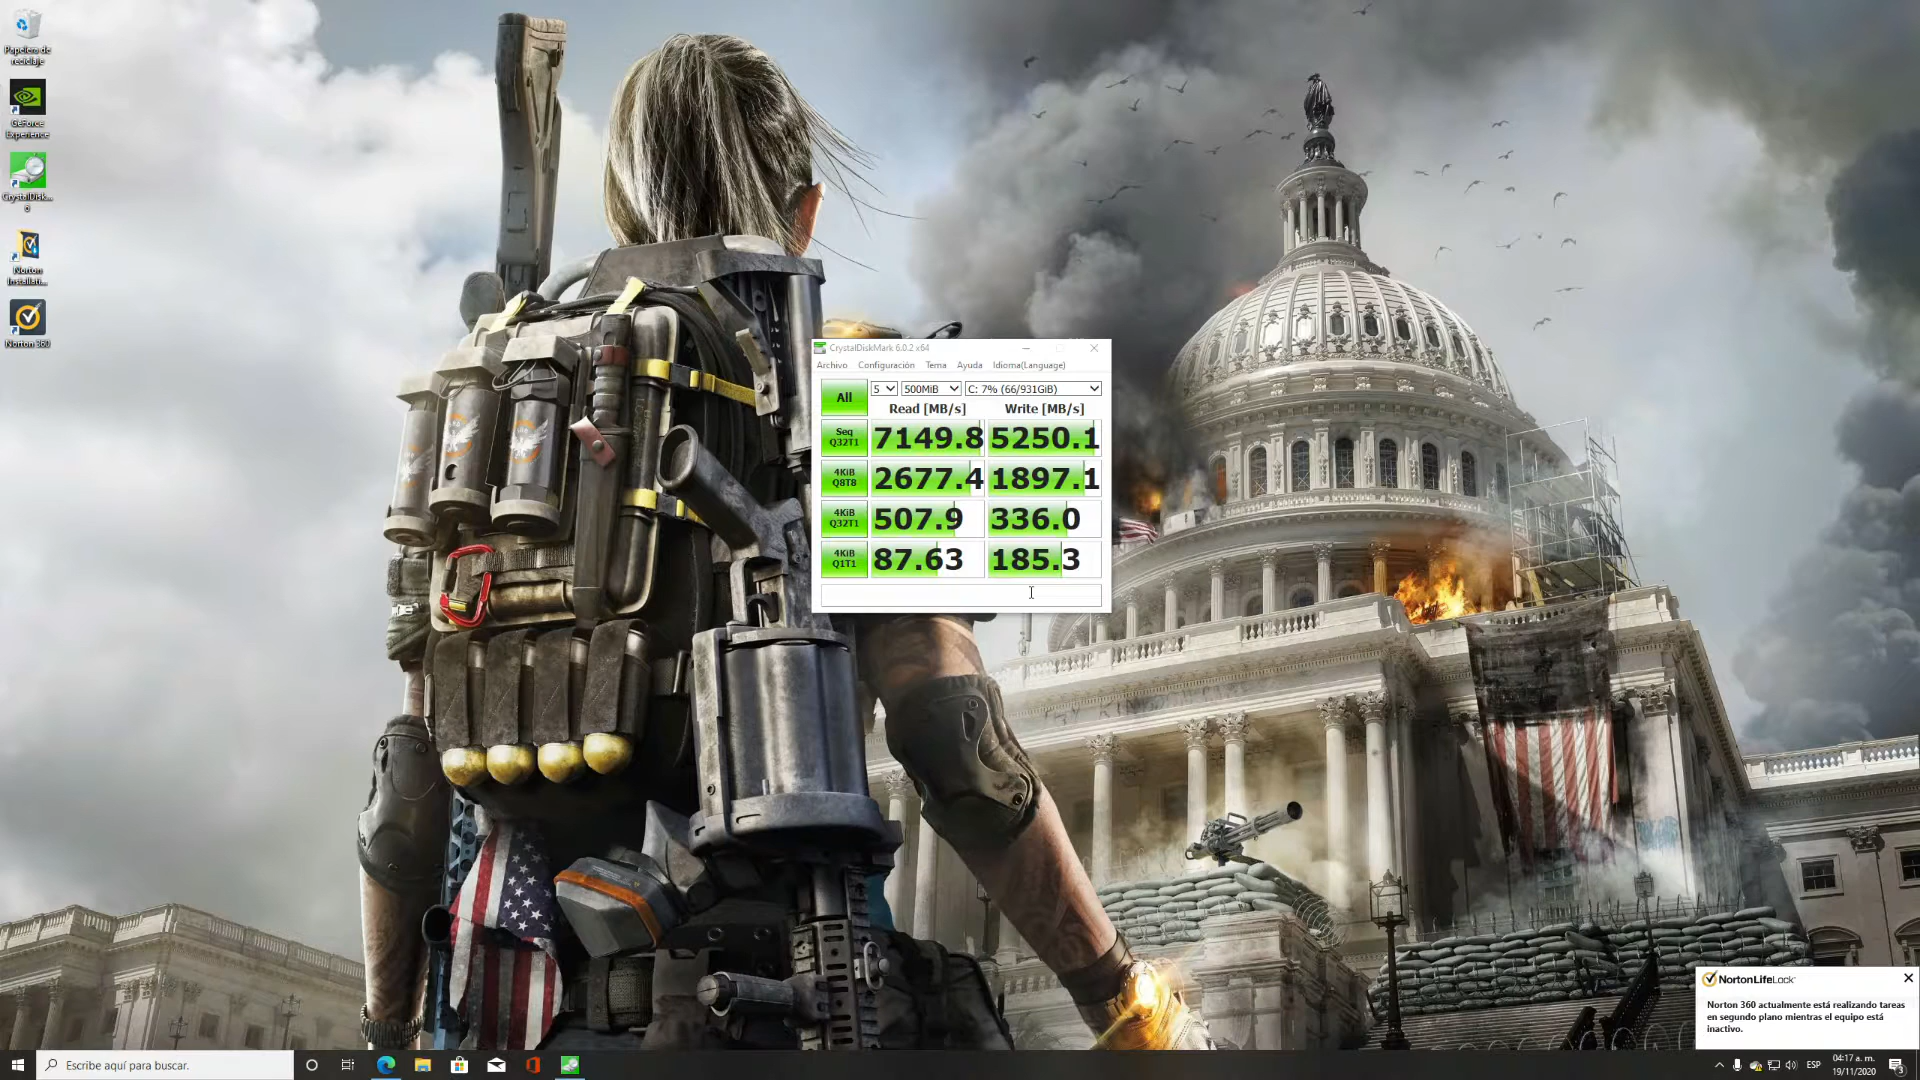 Papelera de
reciclaje
GeForce
Experience
CrystalDisk...
6
Norton
Installati...
Norton 360
CrystalDiskMark 6.0.2 x64
Archivo Configuración Tema Ayuda Idioma(Language)
All 5 500MiB C: 7% (66/931GiB)
Read [MB/s] Write [MB/s]
Seq
Q32T1 7149.8 5250.1
4KiB
Q8T8 2677.4 1897.1
4KiB
Q32T1 507.9 336.0
4KiB
Q1T1 87.63 185.3
NortonLifeLock
Norton 360 actualmente está realizando tareas
en segundo plano mientras el equipo está
inactivo.
Escribe aquí para buscar.
ESP
04:17 a. m.
19/11/2020
3